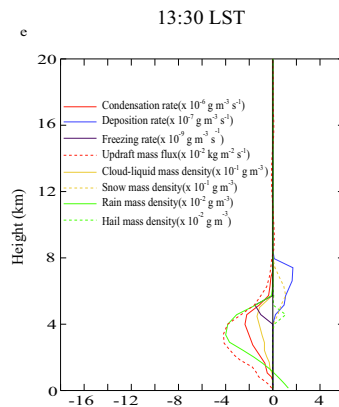 13:30 LST
e
20
16
12
8
4
0
Height (km)
Condensation rate(x 10⁻⁶ g m⁻³ s⁻¹)
Deposition rate(x 10⁻⁷ g m⁻³ s⁻¹)
Freezing rate(x 10⁻⁹ g m⁻³ s⁻¹)
Updraft mass flux(x 10⁻² kg m⁻² s⁻¹)
Cloud-liquid mass density(x 10⁻¹ g m⁻³)
Snow mass density(x 10⁻¹ g m⁻³)
Rain mass density(x 10⁻² g m⁻³)
Hail mass density(x 10⁻² g m⁻³)
-16 -12 -8 -4 0 4